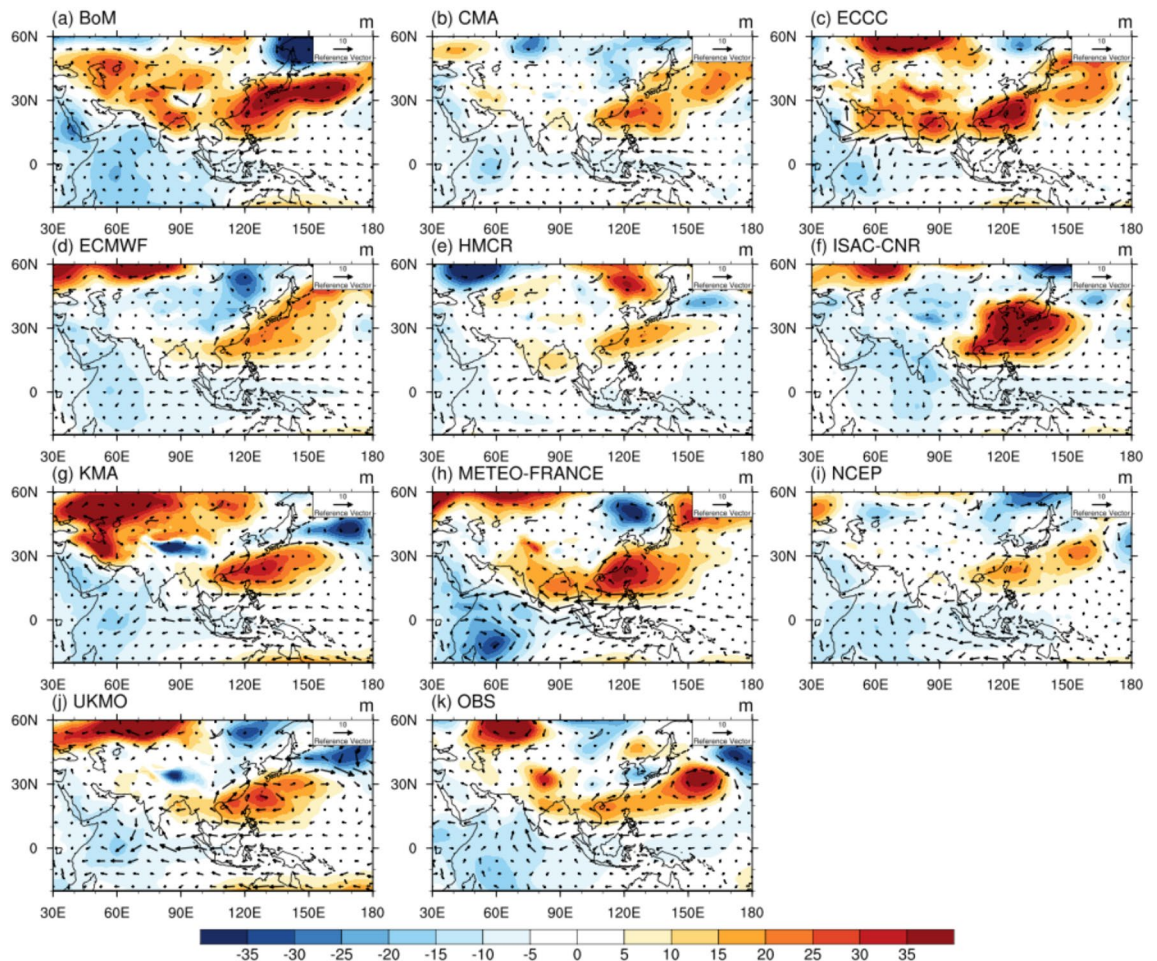 (a) BoM m (b) CMA m (c) ECCC m
60N 10 Reference Vector 60N 10 Reference Vector 60N 10 Reference Vector
30N 30N 30N
0 0 0
30E 60E 90E 120E 150E 180 30E 60E 90E 120E 150E 180 30E 60E 90E 120E 150E 180
(d) ECMWF m (e) HMCR m (f) ISAC-CNR m
60N 10 Reference Vector 60N 10 Reference Vector 60N 10 Reference Vector
30N 30N 30N
0 0 0
30E 60E 90E 120E 150E 180 30E 60E 90E 120E 150E 180 30E 60E 90E 120E 150E 180
(g) KMA m (h) METEO-FRANCE m (i) NCEP m
60N 10 Reference Vector 60N 10 Reference Vector 60N 10 Reference Vector
30N 30N 30N
0 0 0
30E 60E 90E 120E 150E 180 30E 60E 90E 120E 150E 180 30E 60E 90E 120E 150E 180
(j) UKMO m (k) OBS m
60N 10 Reference Vector 60N 10 Reference Vector
30N 30N
0 0
30E 60E 90E 120E 150E 180 30E 60E 90E 120E 150E 180
-35 -30 -25 -20 -15 -10 -5 0 5 10 15 20 25 30 35